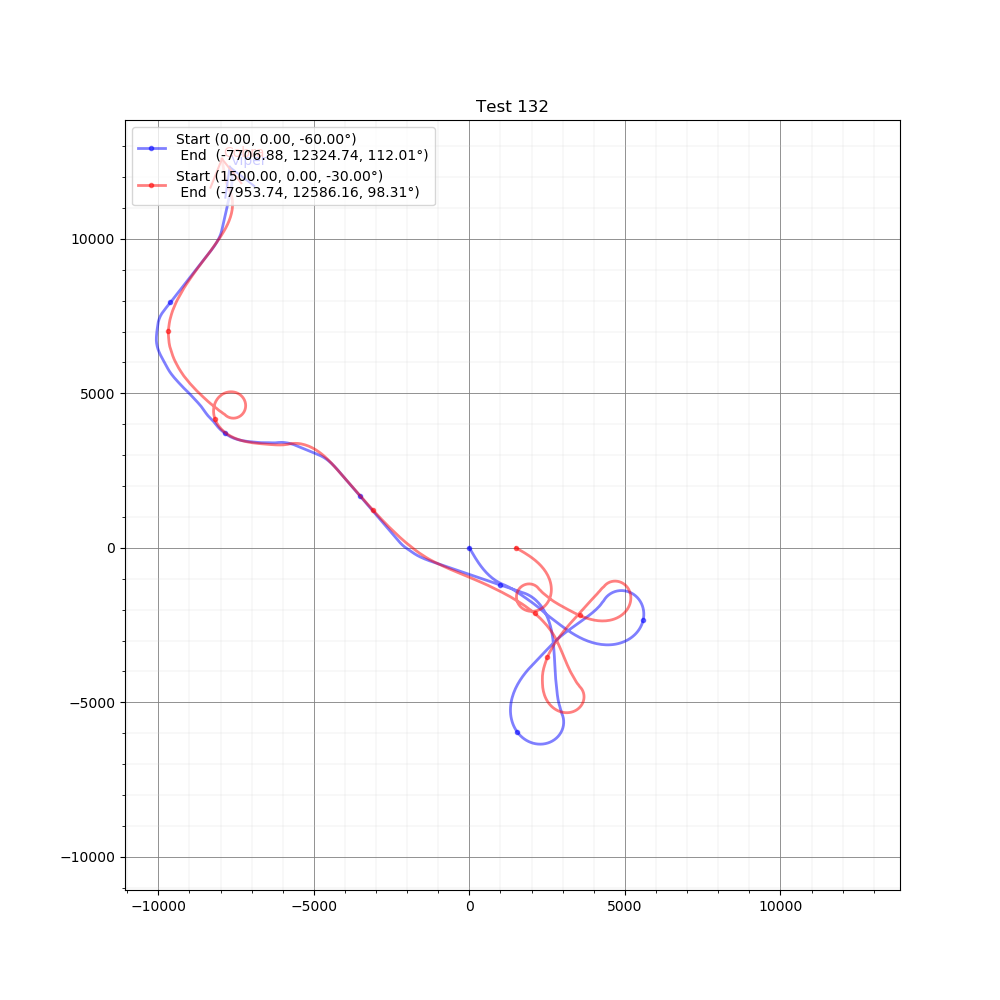 Test 132
Start (0.00, 0.00, -60.00°)
End (-7706.88, 12324.74, 112.01°)
Start (1500.00, 0.00, -30.00°)
End (-7953.74, 12586.16, 98.31°)
Viper
10000
5000
0
−5000
−10000
−10000 −5000 0 5000 10000